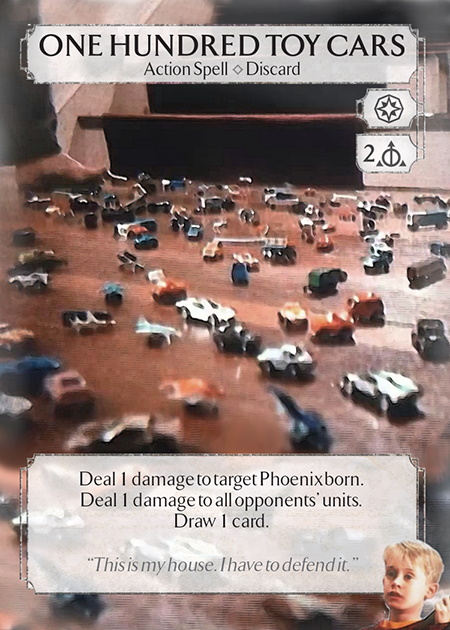 ONE HUNDRED TOY CARS
Action Spell ⟐ Discard
2
Deal 1 damage to target Phoenixborn.
Deal 1 damage to all opponents' units.
Draw 1 card.
“This is my house. I have to defend it.”